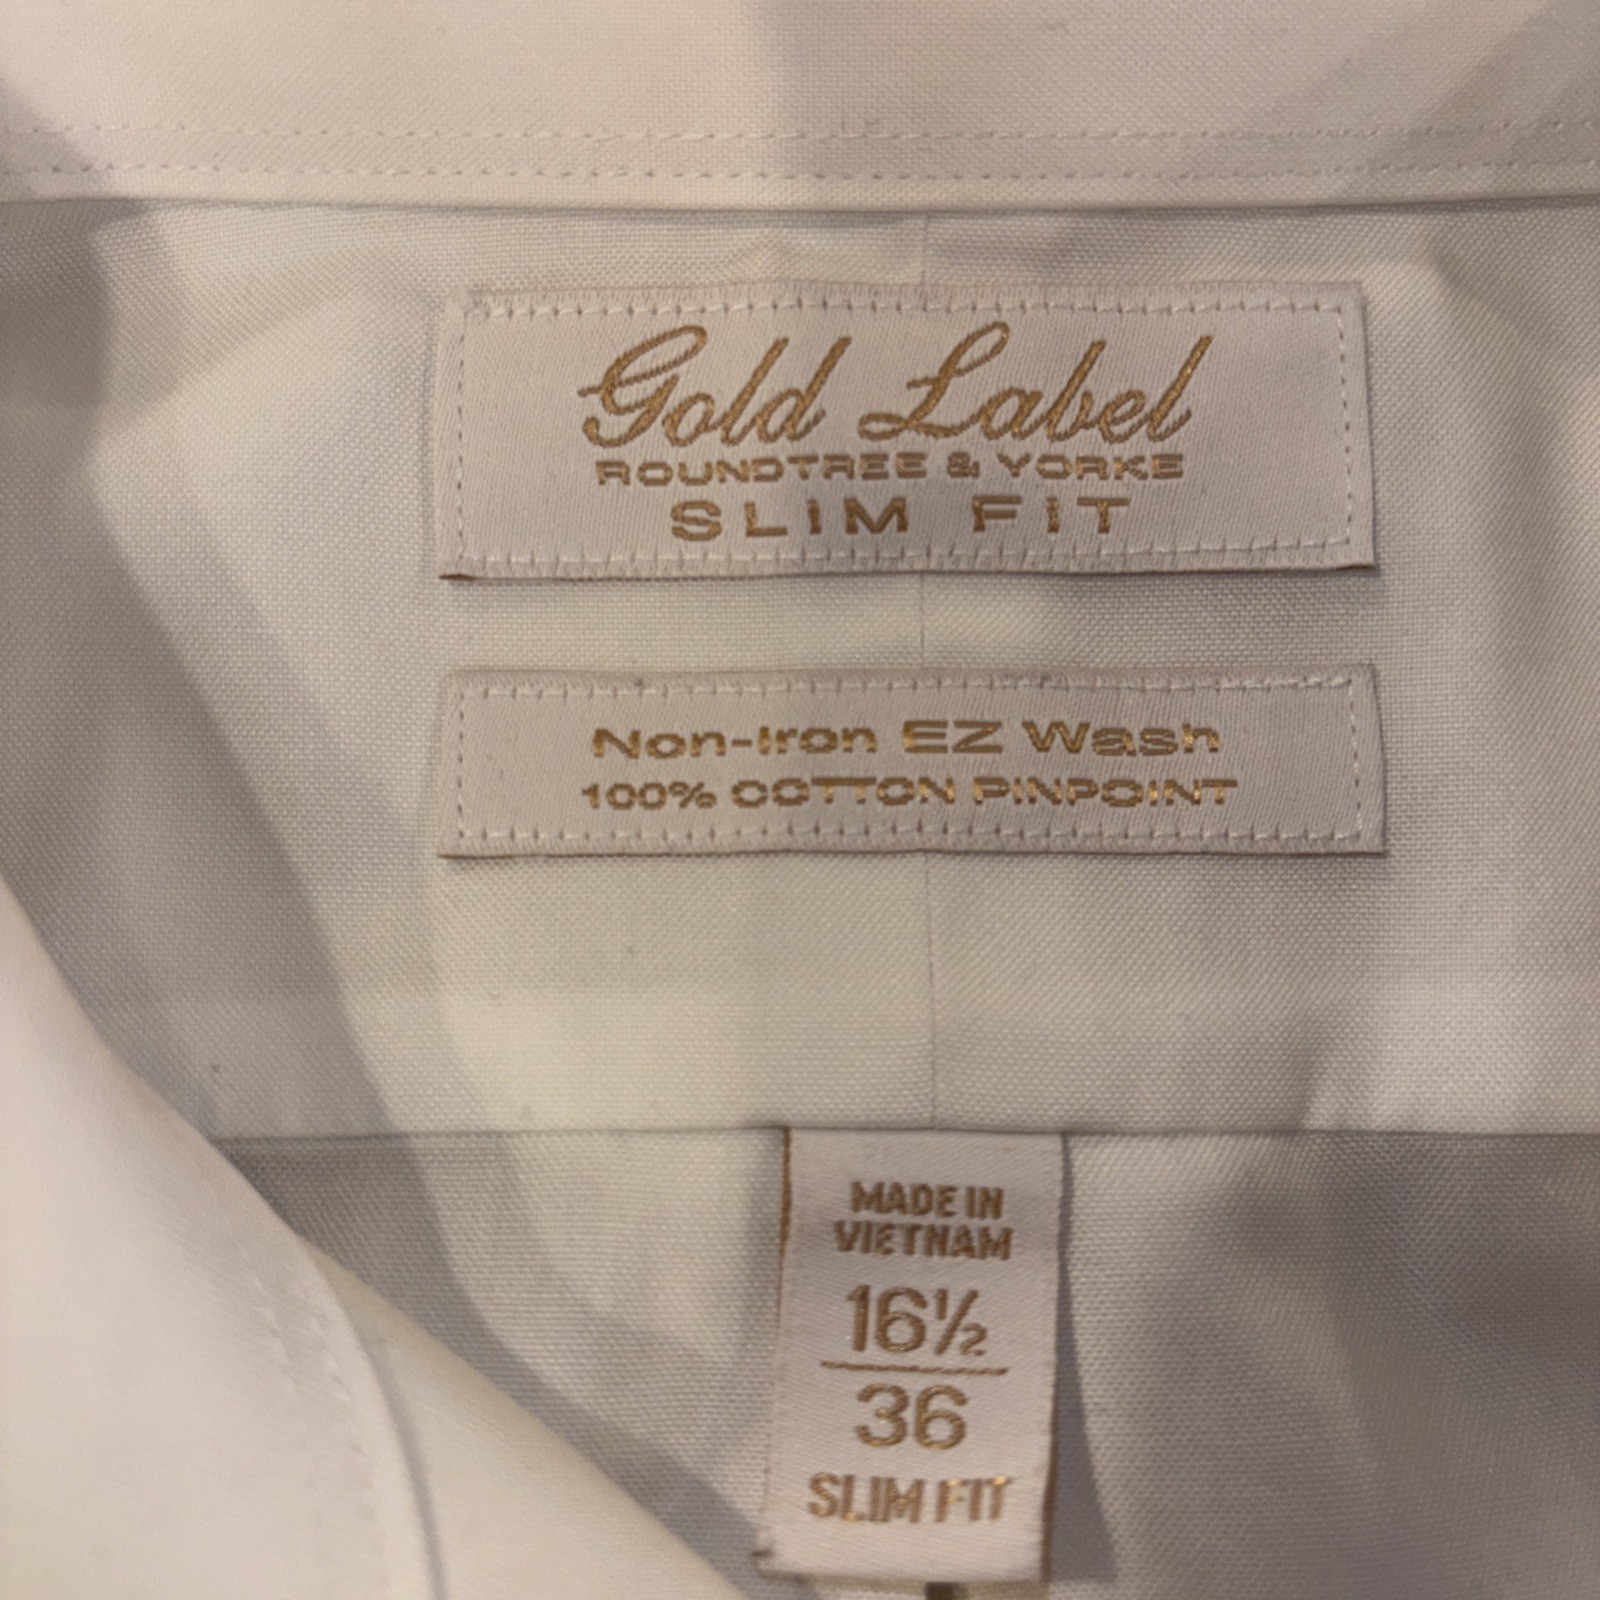 Gold Label
ROUNDTREE & YORKE
SLIM FIT
Non-Iron EZ Wash
100% COTTON PINPOINT
MADE IN
VIETNAM
16½
36
SLIM FIT